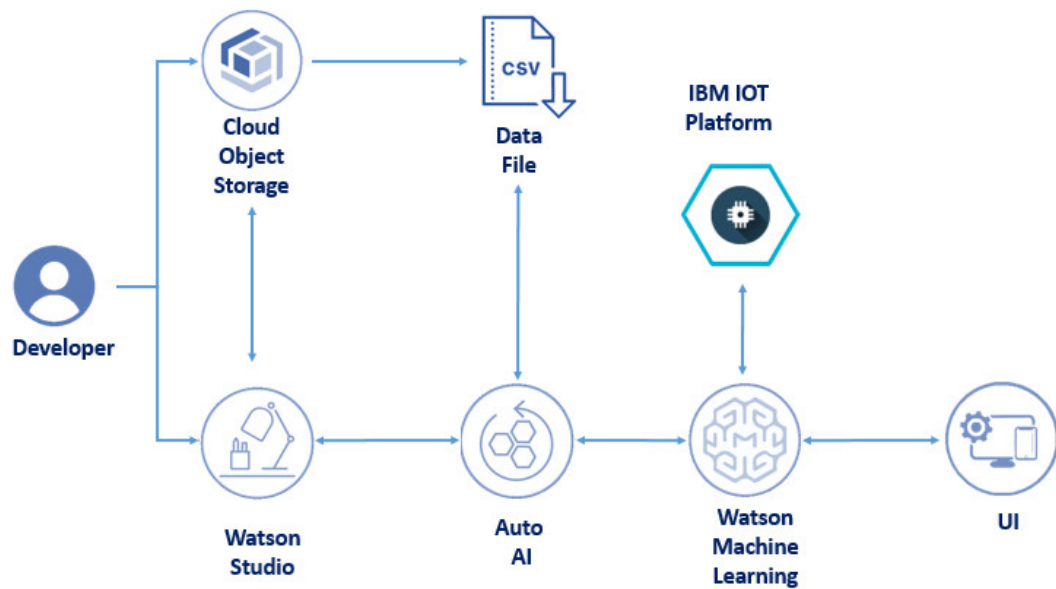 CSV
Cloud
Object
Storage
Data
File
IBM IOT
Platform
Developer
Watson
Studio
Auto
AI
Watson
Machine
Learning
UI